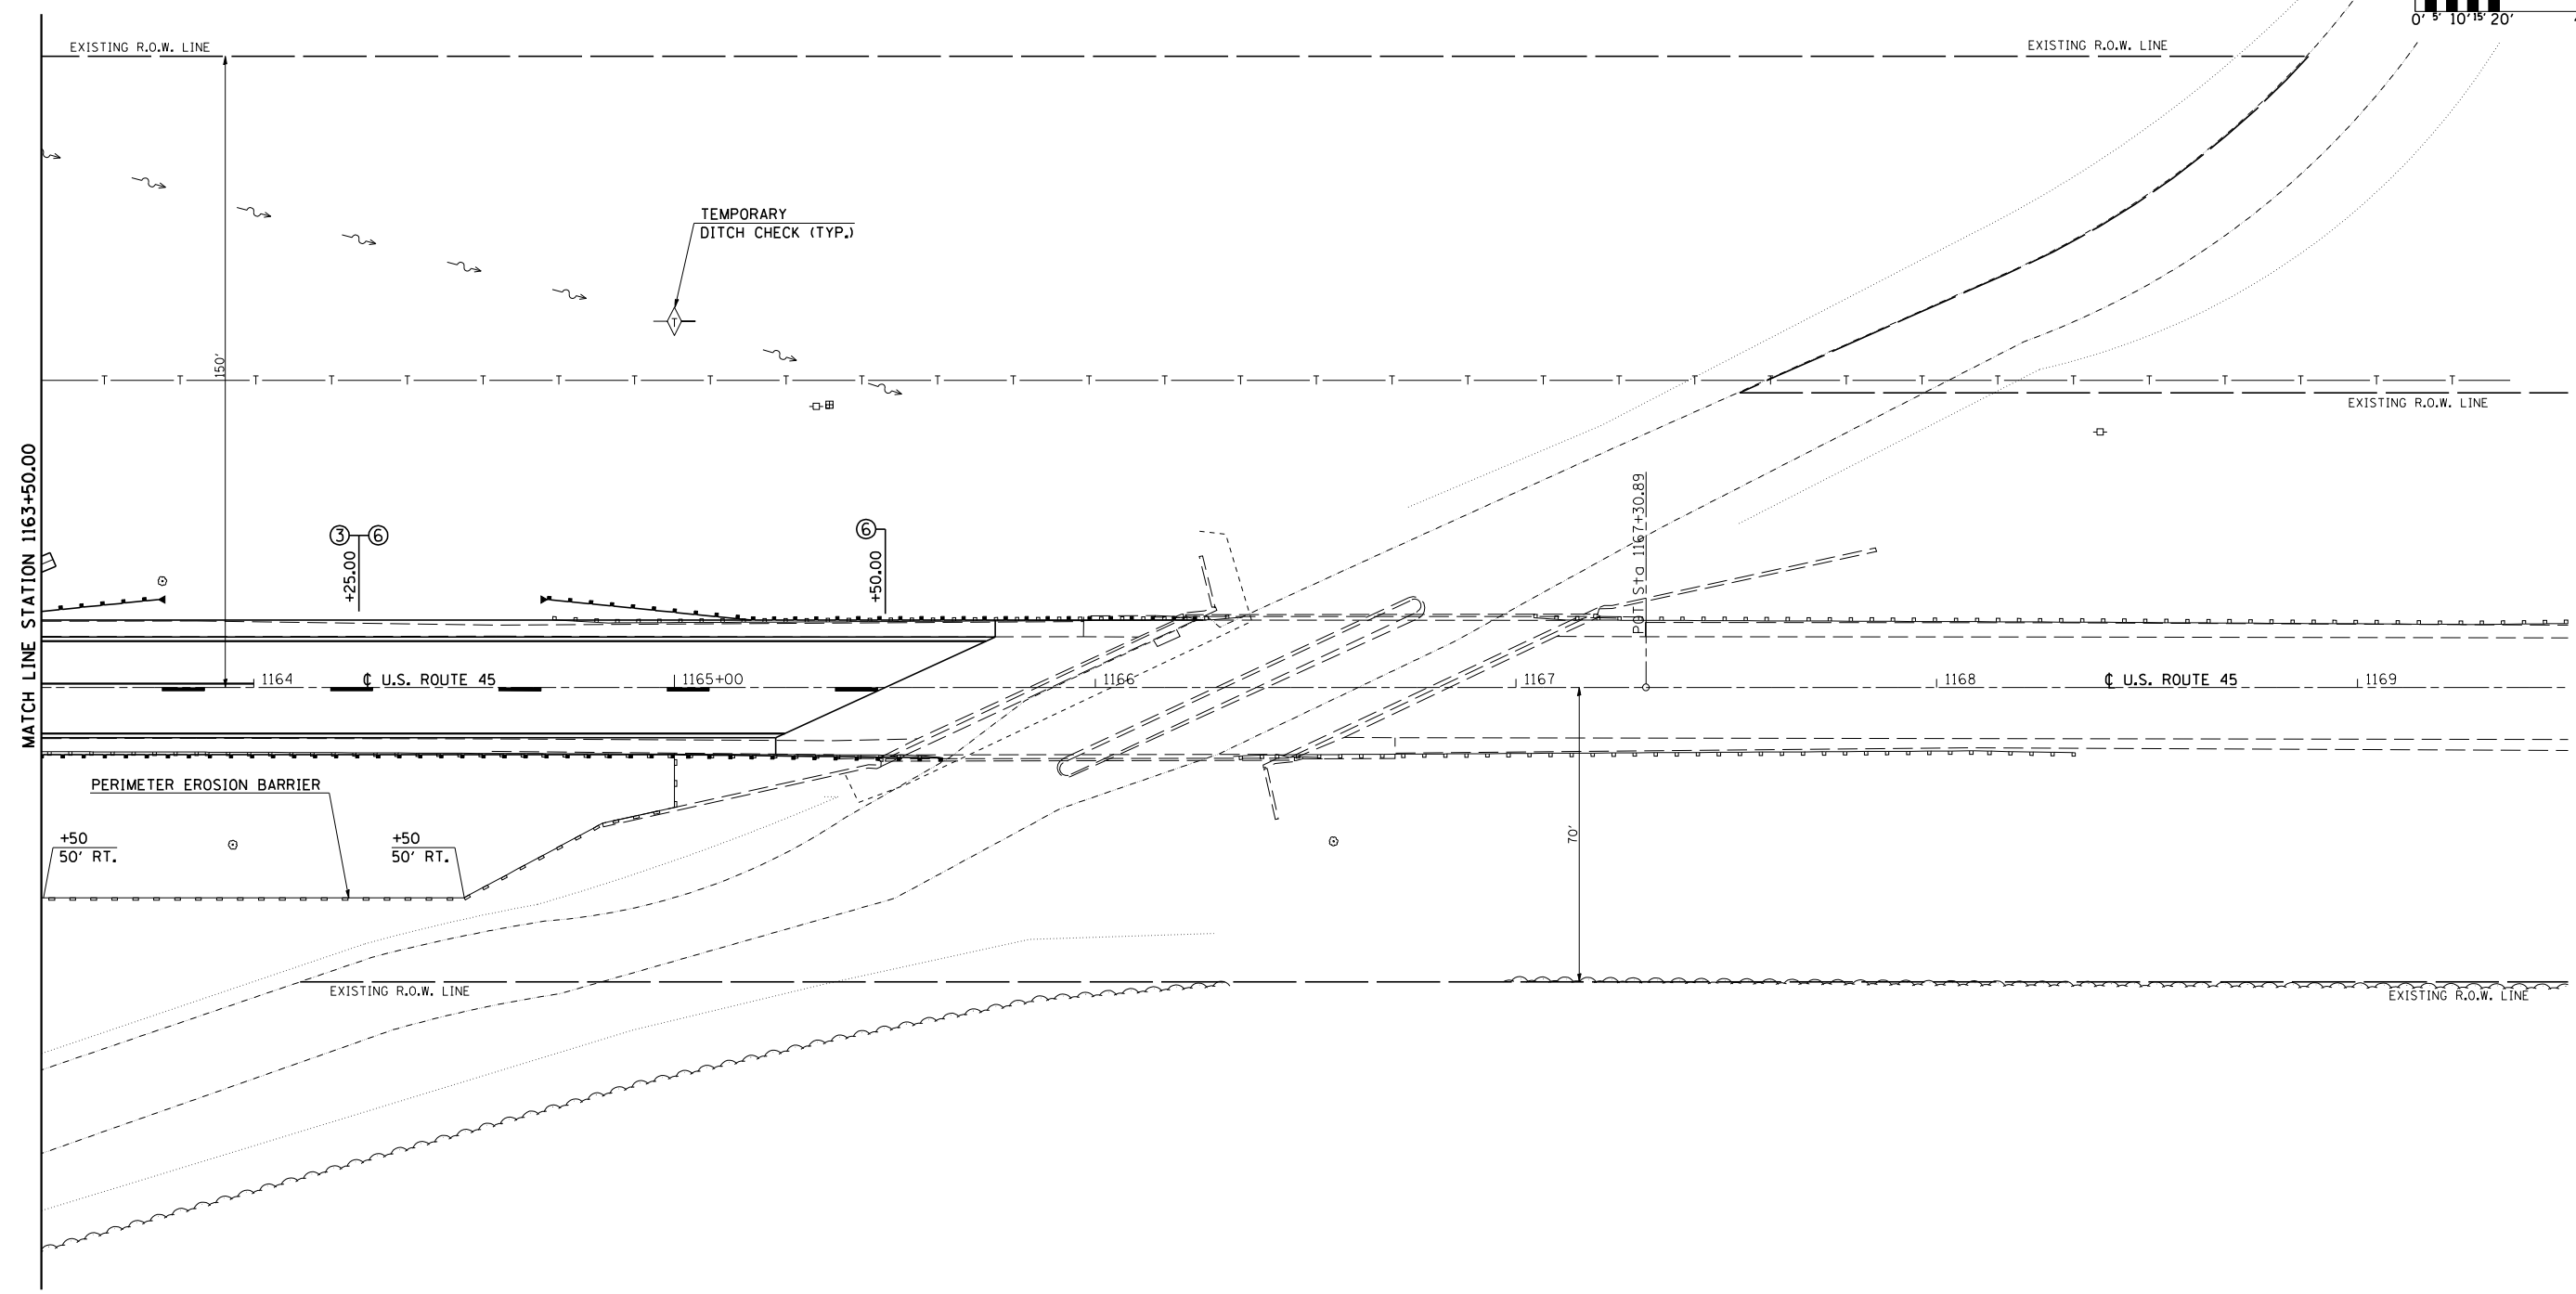 0' 5' 10' 15' 20'
EXISTING R.O.W. LINE
EXISTING R.O.W. LINE
TEMPORARY
DITCH CHECK (TYP.)
T
150'
T T T T T T T T T T T T T T T T T T T T T T T T T T T T T T T T
EXISTING R.O.W. LINE
MATCH LINE STATION 1163+50.00
3 6
+25.00
6
+50.00
POT Sta 1167+30.89
1164
℄ U.S. ROUTE 45
1165+00
1166
1167
1168
℄ U.S. ROUTE 45
1169
PERIMETER EROSION BARRIER
+50
50' RT.
+50
50' RT.
70'
EXISTING R.O.W. LINE
EXISTING R.O.W. LINE